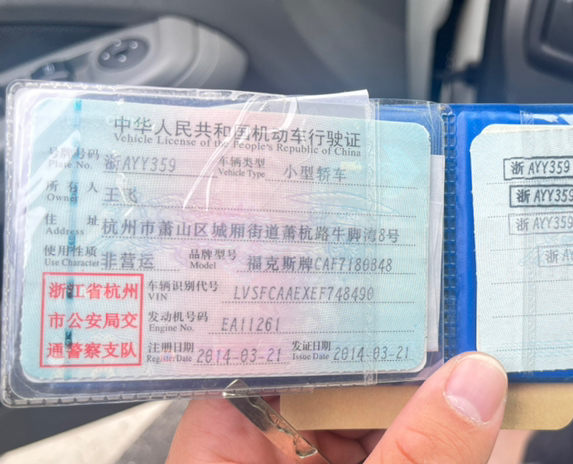 中华人民共和国机动车行驶证
Vehicle License of the People's Republic of China
号牌号码 浙AYY359 车辆类型 小型轿车
Plate No. Vehicle Type
所有人 王飞
Owner
住址 杭州市萧山区城厢街道萧杭路牛脚湾8号
Address
使用性质 非营运 品牌型号 福克斯牌CAF7180B48
Use Character Model
浙江省杭州
市公安局交
通警察支队
车辆识别代号 LVSFCAAEXEF748490
VIN
发动机号码 EA11261
Engine No.
注册日期 2014-03-21 发证日期 2014-03-21
Register Date Issue Date
浙AYY359
浙AYY359
浙AYY359
浙AYY